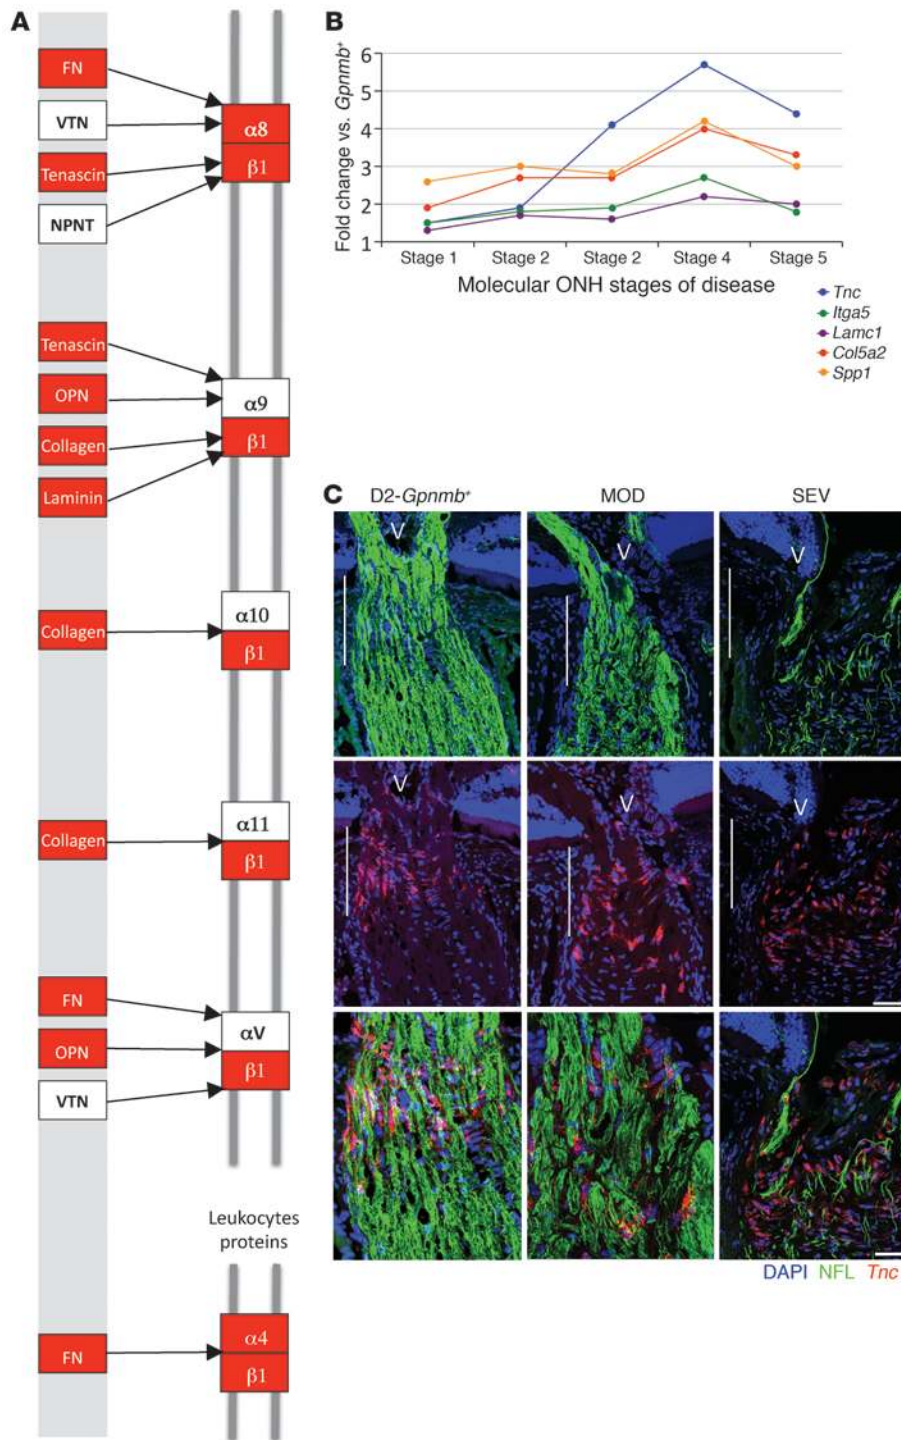 A
FN
VTN
Tenascin
NPNT
α8
β1
Tenascin
OPN
Collagen
Laminin
α9
β1
Collagen
α10
β1
Collagen
α11
β1
FN
OPN
VTN
αV
β1
Leukocytes
proteins
FN
α4
β1
B
Fold change vs. Gpnmb⁺
6
5
4
3
2
1
Stage 1 Stage 2 Stage 2 Stage 4 Stage 5
Molecular ONH stages of disease
Tnc
Itga5
Lamc1
Col5a2
Spp1
C
D2-Gpnmb⁺ MOD SEV
V V V
V V V
DAPI NFL Tnc